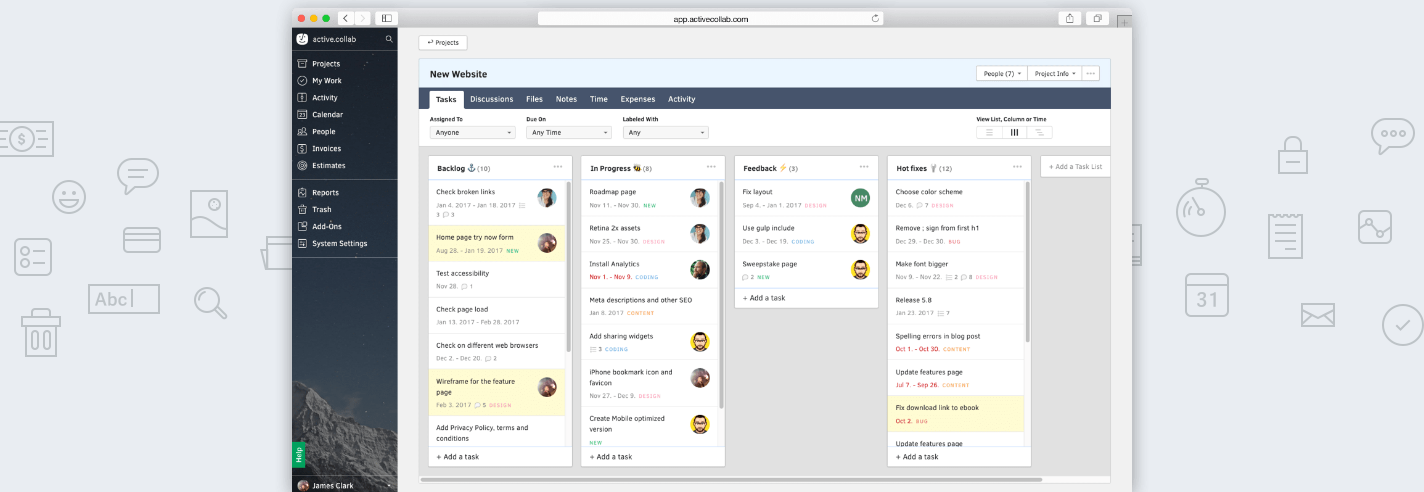 app.activecollab.com
active.collab
Projects
My Work
Activity
23
Calendar
People
Invoices
Estimates
Reports
Trash
Add-Ons
System Settings
Help
James Clark
Abc
31
Projects
New Website
People (7)
Project Info
Tasks
Discussions
Files
Notes
Time
Expenses
Activity
Assigned To
Due On
Labeled With
View List, Column or Time
Anyone
Any Time
Any
Backlog (10)
Check broken links
Jan 4. 2017 - Jan 18. 2017
3 3
Home page try now form
Aug 28. - Jan 19. 2017 NEW
Test accessibility
Nov 28. 1
Check page load
Jan 13. 2017 - Feb 28. 2017
Check on different web browsers
Dec 2. - Dec 20. 2
Wireframe for the feature
page
Feb 3. 2017 5 DESIGN
Add Privacy Policy, terms and
conditions
+ Add a task
In Progress (8)
Roadmap page
Nov 11. - Nov 30. NEW
Retina 2x assets
Nov 25. - Nov 30. DESIGN
Install Analytics
Nov 1. - Nov 9. CODING
Meta descriptions and other SEO
Jan 6. 2017 CONTENT
Add sharing widgets
3 CODING
iPhone bookmark icon and
favicon
Nov 27. - Dec 9. DESIGN
Create Mobile optimized
version
NEW
+ Add a task
Feedback (3)
Fix layout
NM
Sep 4. - Jan 1. 2017 DESIGN
Use gulp include
Dec 3. - Dec 19. CODING
Sweepstake page
2 NEW
+ Add a task
Hot fixes (12)
Choose color scheme
Dec 6. 7 DESIGN
Remove ; sign from first h1
Dec 29. - Dec 30. BUG
Make font bigger
Nov 9. - Nov 22. 2 8 DESIGN
Release 5.8
Jan 23. 2017 7
Spelling errors in blog post
Oct 1. - Oct 30. CONTENT
Update features page
Jul 7. - Sep 26. CONTENT
Fix download link to ebook
Oct 2. BUG
Update features page
+ Add a task
+ Add a Task List